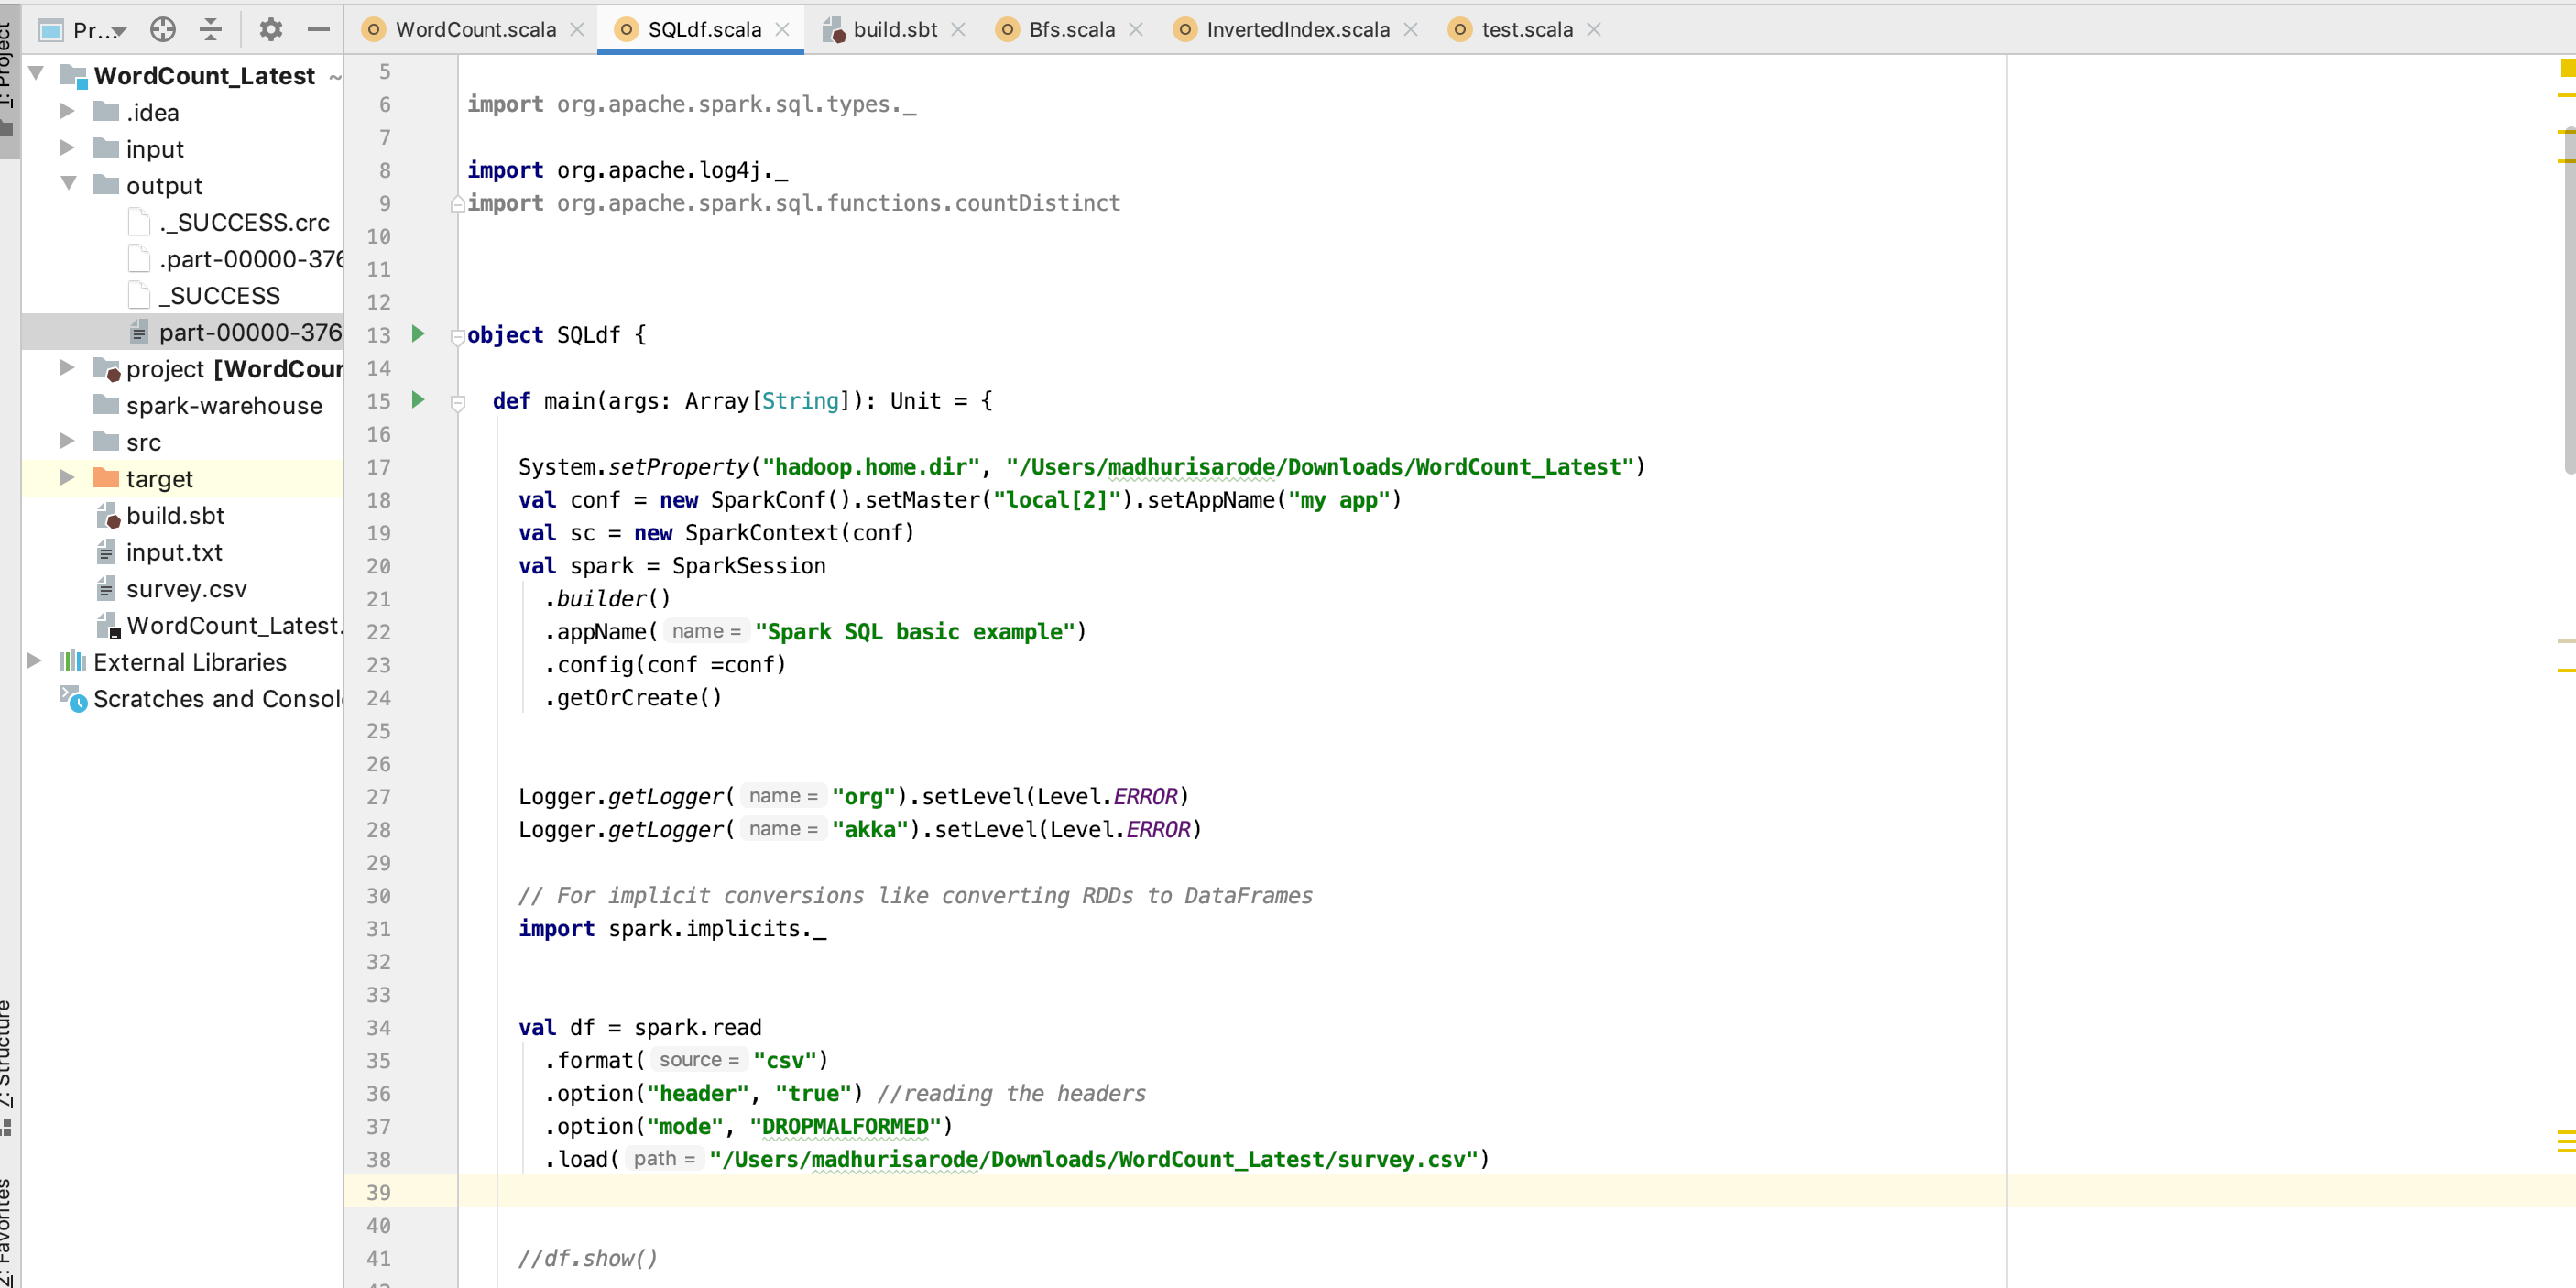 Pr...
WordCount.scala
SQLdf.scala
build.sbt
Bfs.scala
InvertedIndex.scala
test.scala
1: Project
WordCount_Latest ~
.idea
input
output
._SUCCESS.crc
.part-00000-376
_SUCCESS
part-00000-376
project [WordCour
spark-warehouse
src
target
build.sbt
input.txt
survey.csv
WordCount_Latest.
External Libraries
Scratches and Consol
7: Structure
2: Favorites
5
6 import org.apache.spark.sql.types._
7
8 import org.apache.log4j._
9 import org.apache.spark.sql.functions.countDistinct
10
11
12
13 object SQLdf {
14
15 def main(args: Array[String]): Unit = {
16
17 System.setProperty("hadoop.home.dir", "/Users/madhurisarode/Downloads/WordCount_Latest")
18 val conf = new SparkConf().setMaster("local[2]").setAppName("my app")
19 val sc = new SparkContext(conf)
20 val spark = SparkSession
21 .builder()
22 .appName( name = "Spark SQL basic example")
23 .config(conf =conf)
24 .getOrCreate()
25
26
27 Logger.getLogger( name = "org").setLevel(Level.ERROR)
28 Logger.getLogger( name = "akka").setLevel(Level.ERROR)
29
30 // For implicit conversions like converting RDDs to DataFrames
31 import spark.implicits._
32
33
34 val df = spark.read
35 .format( source = "csv")
36 .option("header", "true") //reading the headers
37 .option("mode", "DROPMALFORMED")
38 .load( path = "/Users/madhurisarode/Downloads/WordCount_Latest/survey.csv")
39
40
41 //df.show()